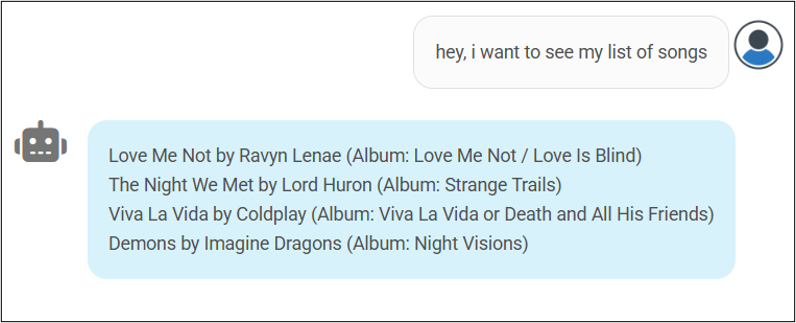 hey, i want to see my list of songs
Love Me Not by Ravyn Lenae (Album: Love Me Not / Love Is Blind)
The Night We Met by Lord Huron (Album: Strange Trails)
Viva La Vida by Coldplay (Album: Viva La Vida or Death and All His Friends)
Demons by Imagine Dragons (Album: Night Visions)